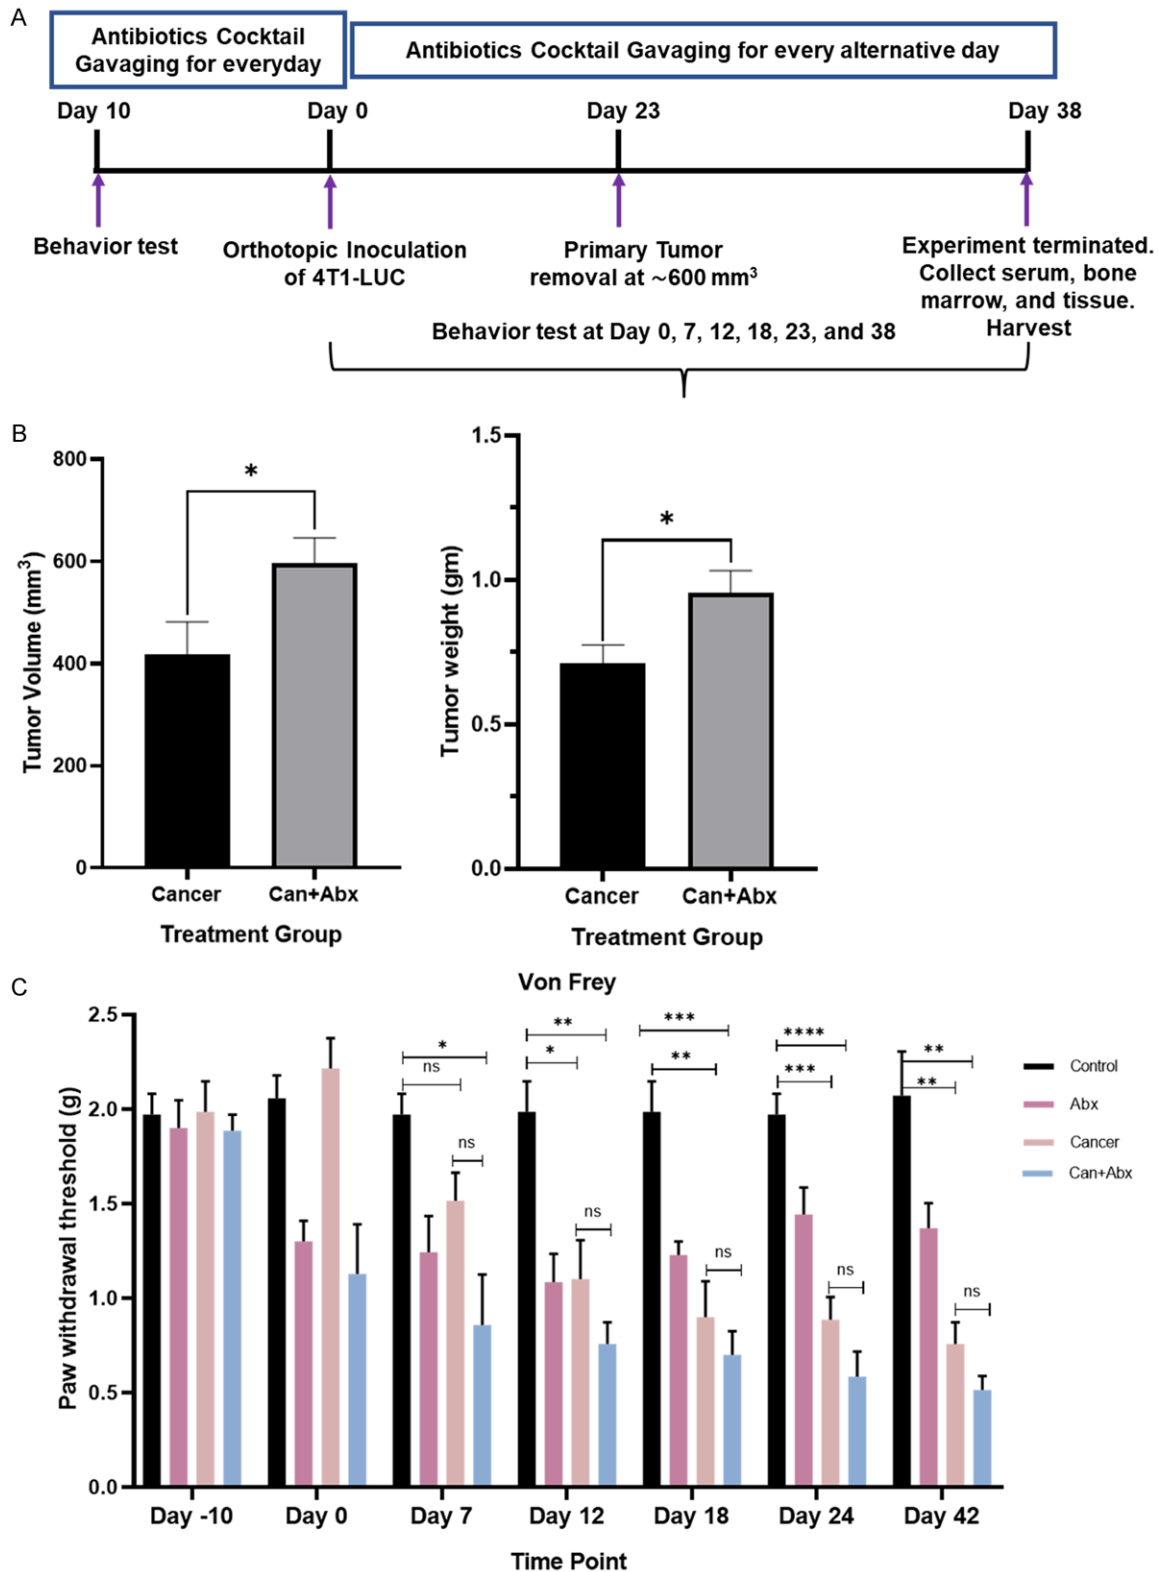 A
Antibiotics Cocktail
Gavaging for everyday
Antibiotics Cocktail Gavaging for every alternative day
Day 10
Day 0
Day 23
Day 38
Behavior test
Orthotopic Inoculation
of 4T1-LUC
Primary Tumor
removal at ~600 mm³
Experiment terminated.
Collect serum, bone
marrow, and tissue.
Harvest
Behavior test at Day 0, 7, 12, 18, 23, and 38
B
800
600
400
200
0
Tumor Volume (mm³)
*
Cancer
Can+Abx
Treatment Group
1.5
1.0
0.5
0.0
Tumor weight (gm)
*
Cancer
Can+Abx
Treatment Group
C
Von Frey
2.5
2.0
1.5
1.0
0.5
0.0
Paw withdrawal threshold (g)
*
ns
ns
**
*
ns
***
**
ns
****
***
ns
**
**
ns
Control
Abx
Cancer
Can+Abx
Day -10
Day 0
Day 7
Day 12
Day 18
Day 24
Day 42
Time Point